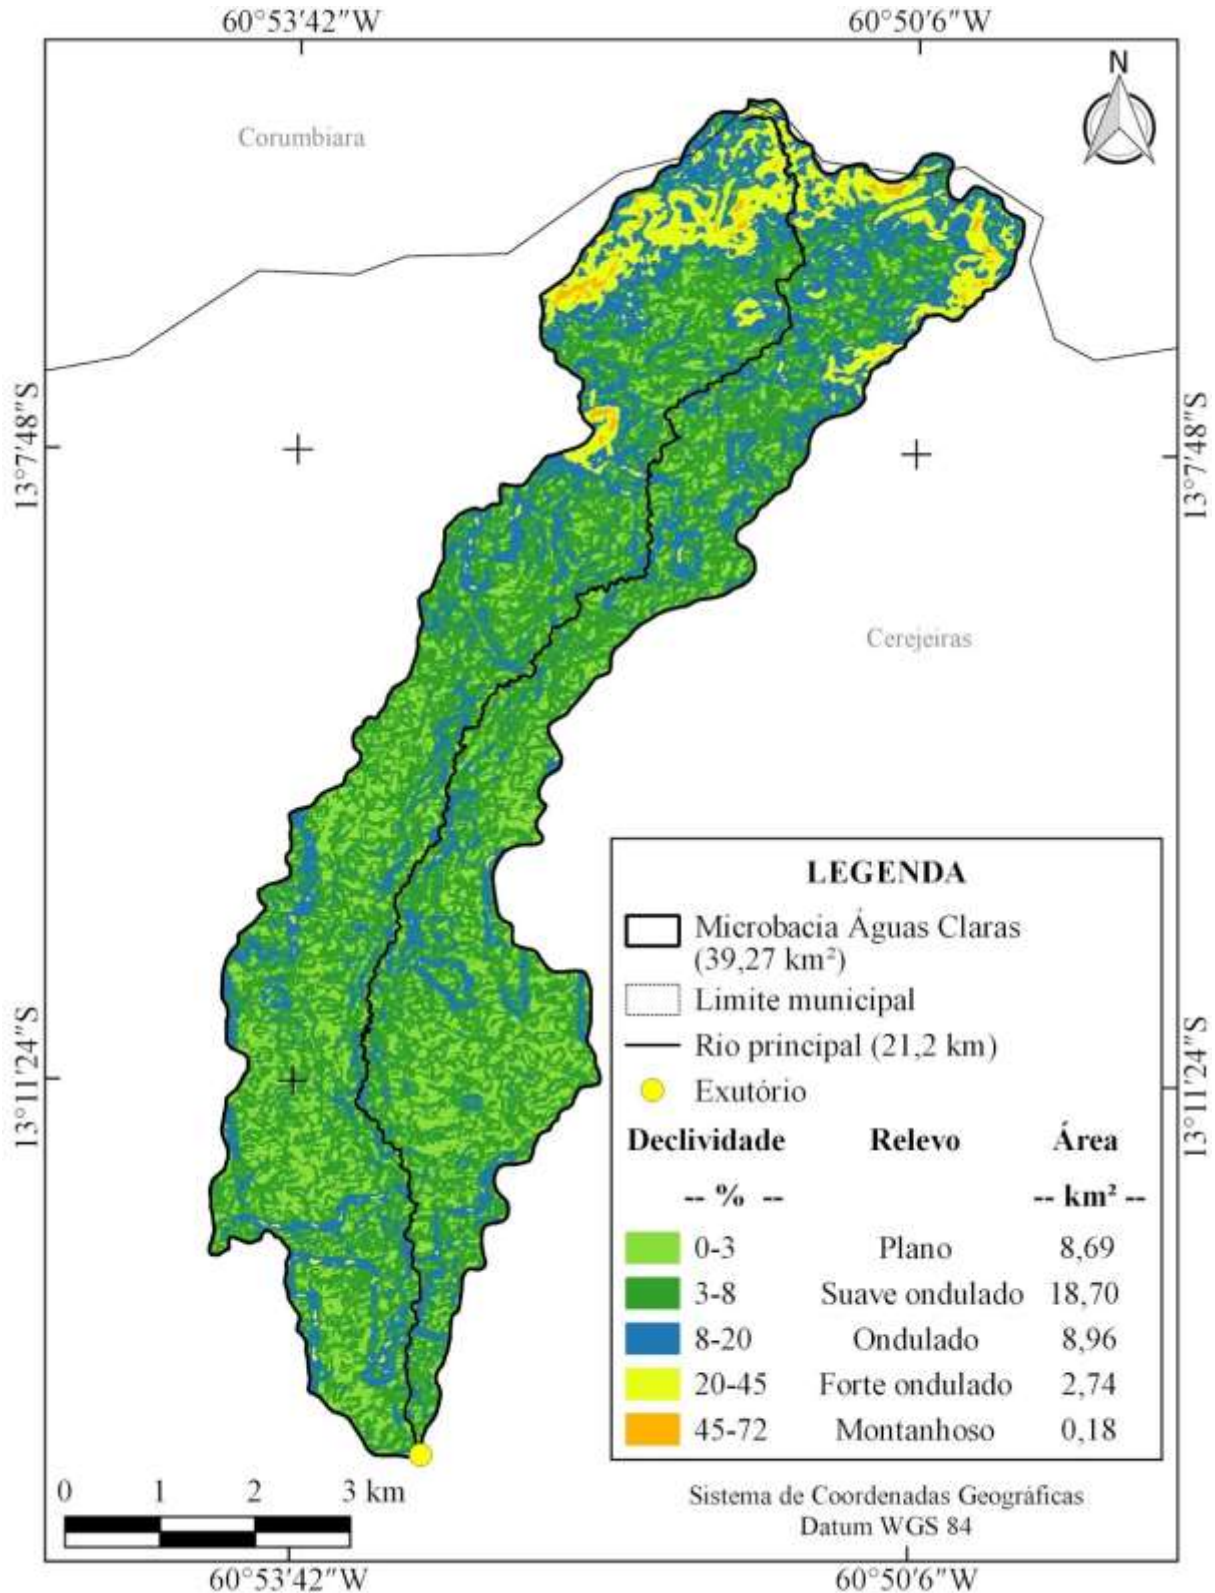 60°53'42"W 60°50'6"W
N
Corumbiara
13°7'48"S 13°7'48"S
Cerejeiras
LEGENDA
Microbacia Águas Claras
(39,27 km²)
Limite municipal
Rio principal (21,2 km)
Exutório
13°11'24"S 13°11'24"S
Declividade Relevo Área
-- % -- -- km² --
0-3 Plano 8,69
3-8 Suave ondulado 18,70
8-20 Ondulado 8,96
20-45 Forte ondulado 2,74
45-72 Montanhoso 0,18
0 1 2 3 km
Sistema de Coordenadas Geográficas
Datum WGS 84
60°53'42"W 60°50'6"W